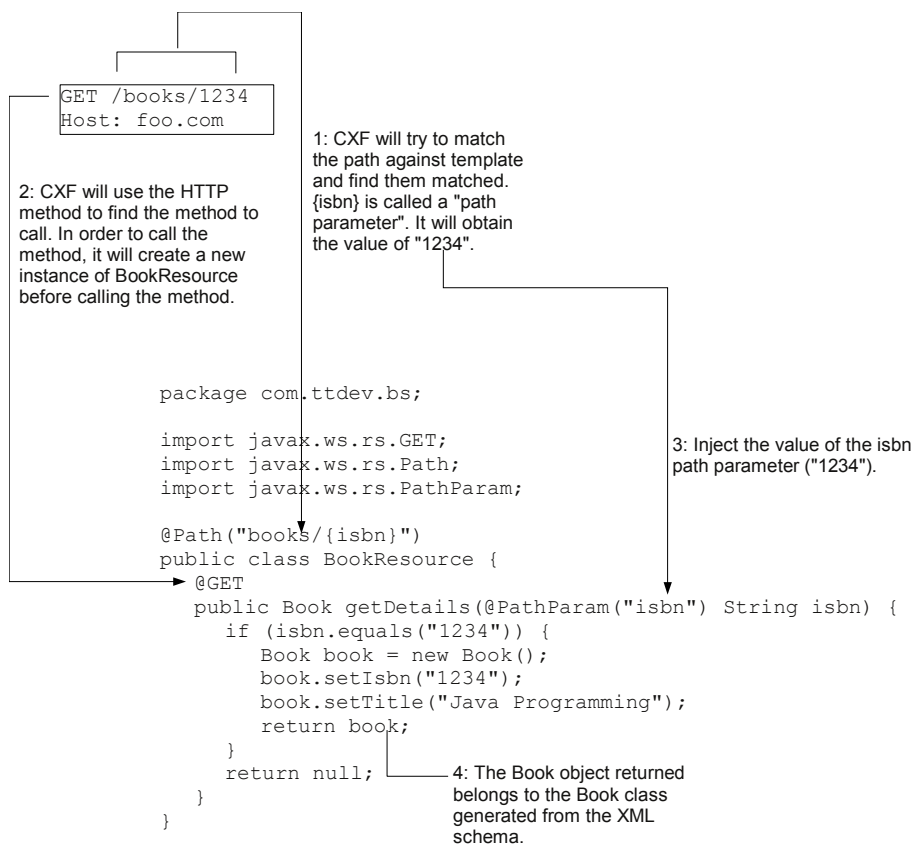 GET /books/1234
Host: foo.com
1: CXF will try to match
the path against template
and find them matched.
{isbn} is called a "path
parameter". It will obtain
the value of "1234".
2: CXF will use the HTTP
method to find the method to
call. In order to call the
method, it will create a new
instance of BookResource
before calling the method.
package com.ttdev.bs;
import javax.ws.rs.GET;
import javax.ws.rs.Path;
import javax.ws.rs.PathParam;
3: Inject the value of the isbn
path parameter ("1234").
@Path("books/{isbn}")
public class BookResource {
@GET
public Book getDetails(@PathParam("isbn") String isbn) {
if (isbn.equals("1234")) {
Book book = new Book();
book.setIsbn("1234");
book.setTitle("Java Programming");
return book;
}
return null;
}
}
4: The Book object returned
belongs to the Book class
generated from the XML
schema.